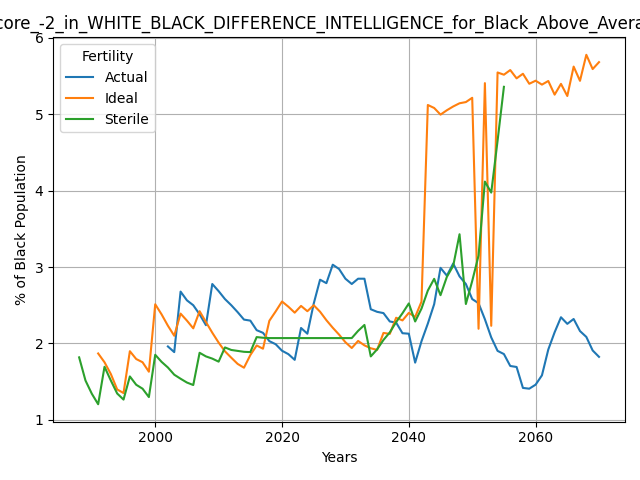 core_-2_in_WHITE_BLACK_DIFFERENCE_INTELLIGENCE_for_Black_Above_Avera
Fertility
Actual
Ideal
Sterile
% of Black Population
6
5
4
3
2
1
2000
2020
2040
2060
Years